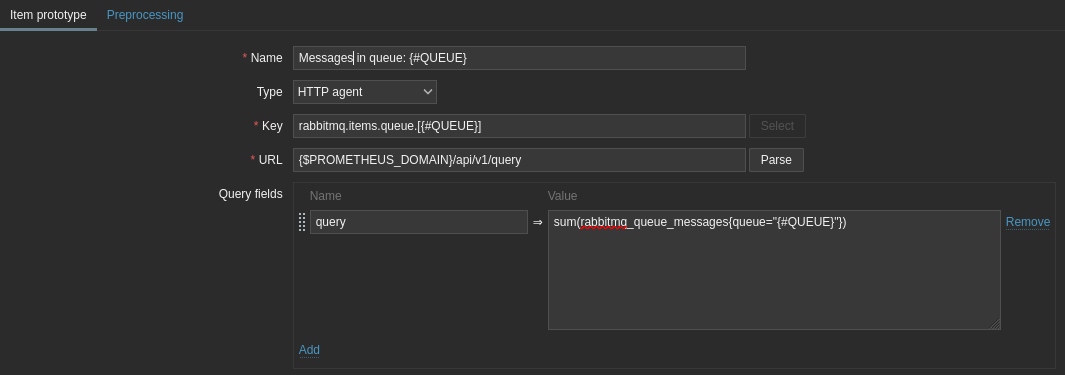 Item prototype Preprocessing
* Name Messages in queue: {#QUEUE}
Type HTTP agent
* Key rabbitmq.items.queue.[{#QUEUE}] Select
* URL {$PROMETHEUS_DOMAIN}/api/v1/query Parse
Query fields Name Value
query ⇒ sum(rabbitmq_queue_messages{queue="{#QUEUE}"}) Remove
Add